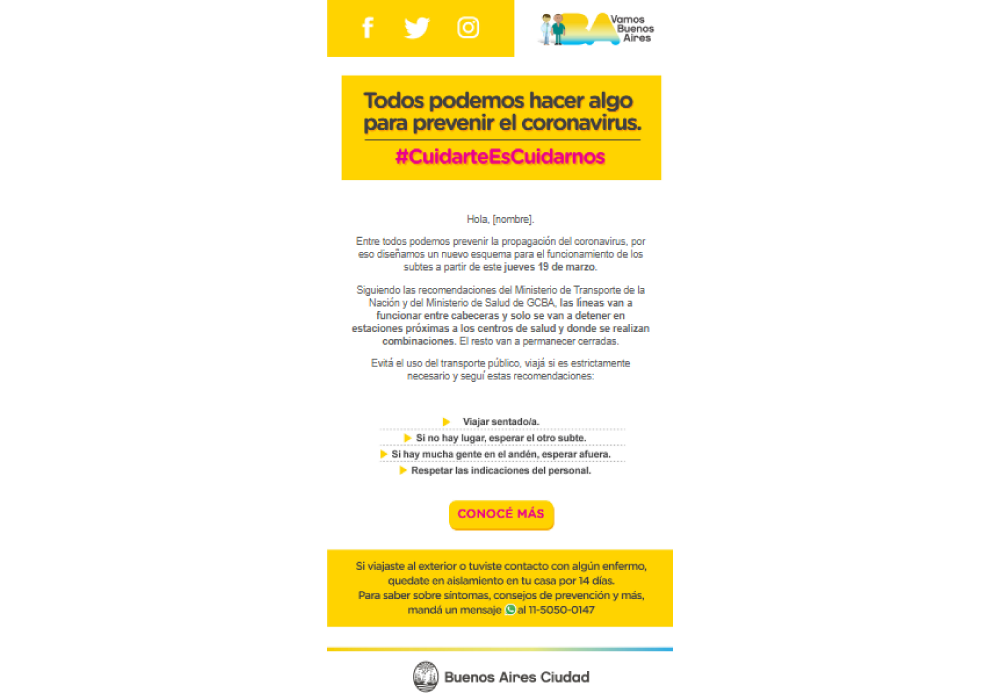 BA
Vamos
Buenos
Aires
Todos podemos hacer algo
para prevenir el coronavirus.
#CuidarteEsCuidarnos
Hola, [nombre].
Entre todos podemos prevenir la propagación del coronavirus, por
eso diseñamos un nuevo esquema para el funcionamiento de los
subtes a partir de este jueves 19 de marzo.
Siguiendo las recomendaciones del Ministerio de Transporte de la
Nación y del Ministerio de Salud de GCBA, las líneas van a
funcionar entre cabeceras y solo se van a detener en
estaciones próximas a los centros de salud y donde se realizan
combinaciones. El resto van a permanecer cerradas.
Evitá el uso del transporte público, viajá si es estrictamente
necesario y seguí estas recomendaciones:
Viajar sentado/a.
Si no hay lugar, esperar el otro subte.
Si hay mucha gente en el andén, esperar afuera.
Respetar las indicaciones del personal.
CONOCÉ MÁS
Si viajaste al exterior o tuviste contacto con algún enfermo,
quedate en aislamiento en tu casa por 14 días.
Para saber sobre síntomas, consejos de prevención y más,
mandá un mensaje al 11-5050-0147
Buenos Aires Ciudad